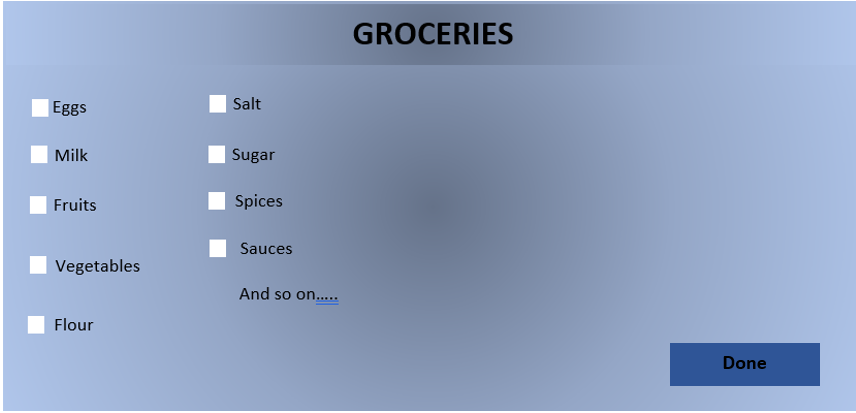 GROCERIES
Eggs
Milk
Fruits
Vegetables
Flour
Salt
Sugar
Spices
Sauces
And so on.....
Done